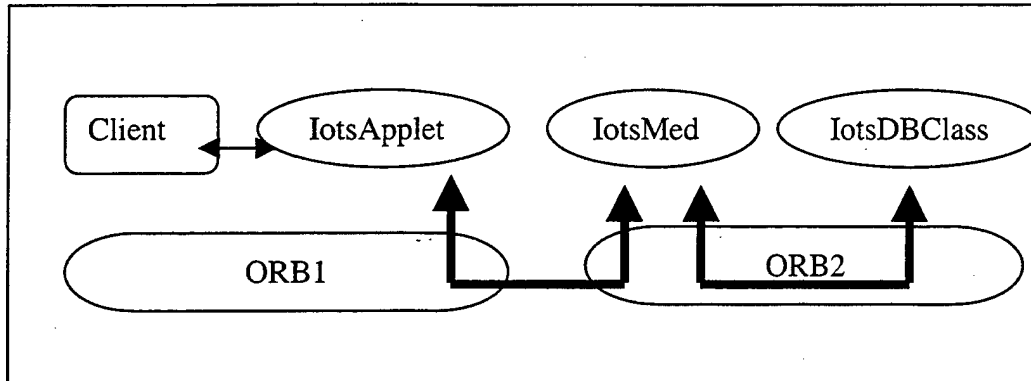 Client
IotsApplet
IotsMed
IotsDBClass
ORB1
ORB2